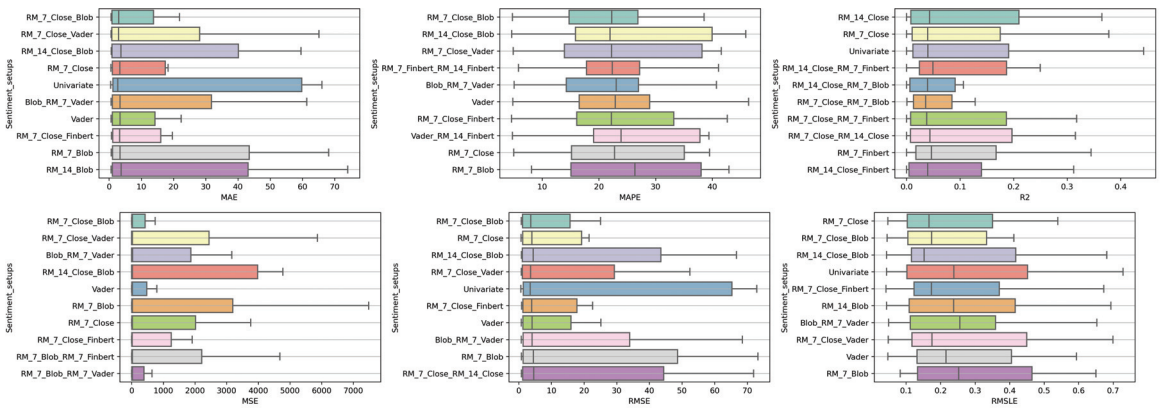 Sentiment_setups
RM_7_Close_Blob
RM_7_Close_Vader
RM_14_Close_Blob
RM_7_Close
Univariate
Blob_RM_7_Vader
Vader
RM_7_Close_Finbert
RM_7_Blob
RM_14_Blob
0 10 20 30 40 50 60 70
MAE
Sentiment_setups
RM_7_Close_Blob
RM_14_Close_Blob
RM_7_Close_Vader
RM_7_Finbert_RM_14_Finbert
Blob_RM_7_Vader
Vader
RM_7_Close_Finbert
Vader_RM_14_Finbert
RM_7_Close
RM_7_Blob
10 20 30 40
MAPE
Sentiment_setups
RM_14_Close
RM_7_Close
Univariate
RM_14_Close_RM_7_Finbert
RM_14_Close_RM_7_Blob
RM_7_Close_RM_7_Blob
RM_7_Close_Finbert
RM_7_Close_RM_14_Close
RM_7_Finbert
RM_14_Close_Finbert
0.0 0.1 0.2 0.3 0.4
R2
Sentiment_setups
RM_7_Close_Blob
RM_7_Close_Vader
Blob_RM_7_Vader
RM_14_Close_Blob
Vader
RM_7_Blob
RM_7_Close
RM_7_Close_Finbert
RM_7_Blob_RM_7_Finbert
RM_7_Blob_RM_7_Vader
0 1000 2000 3000 4000 5000 6000 7000
MSE
Sentiment_setups
RM_7_Close_Blob
RM_7_Close
RM_14_Close_Blob
RM_7_Close_Vader
Univariate
RM_7_Close_Finbert
Vader
Blob_RM_7_Vader
RM_7_Blob
RM_7_Close_RM_14_Close
0 10 20 30 40 50 60 70
RMSE
Sentiment_setups
RM_7_Close
RM_7_Close_Blob
RM_14_Close_Blob
Univariate
RM_7_Close_Finbert
RM_14_Blob
Blob_RM_7_Vader
RM_7_Close_Vader
Vader
RM_7_Blob
0.1 0.2 0.3 0.4 0.5 0.6 0.7
RMSLE